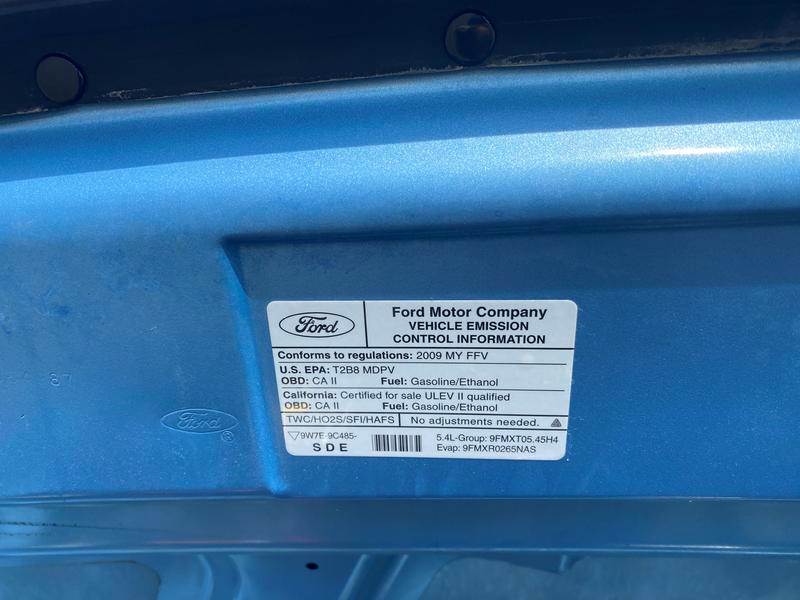 Ford
Ford Motor Company
VEHICLE EMISSION
CONTROL INFORMATION
Conforms to regulations: 2009 MY FFV
U.S. EPA: T2B8 MDPV
OBD: CA II Fuel: Gasoline/Ethanol
California: Certified for sale ULEV II qualified
OBD: CA II Fuel: Gasoline/Ethanol
TWC/HO2S/SFI/HAFS No adjustments needed.
9W7E-9C485-
SDE
5.4L-Group: 9FMXT05.45H4
Evap: 9FMXR0265NAS
Ford